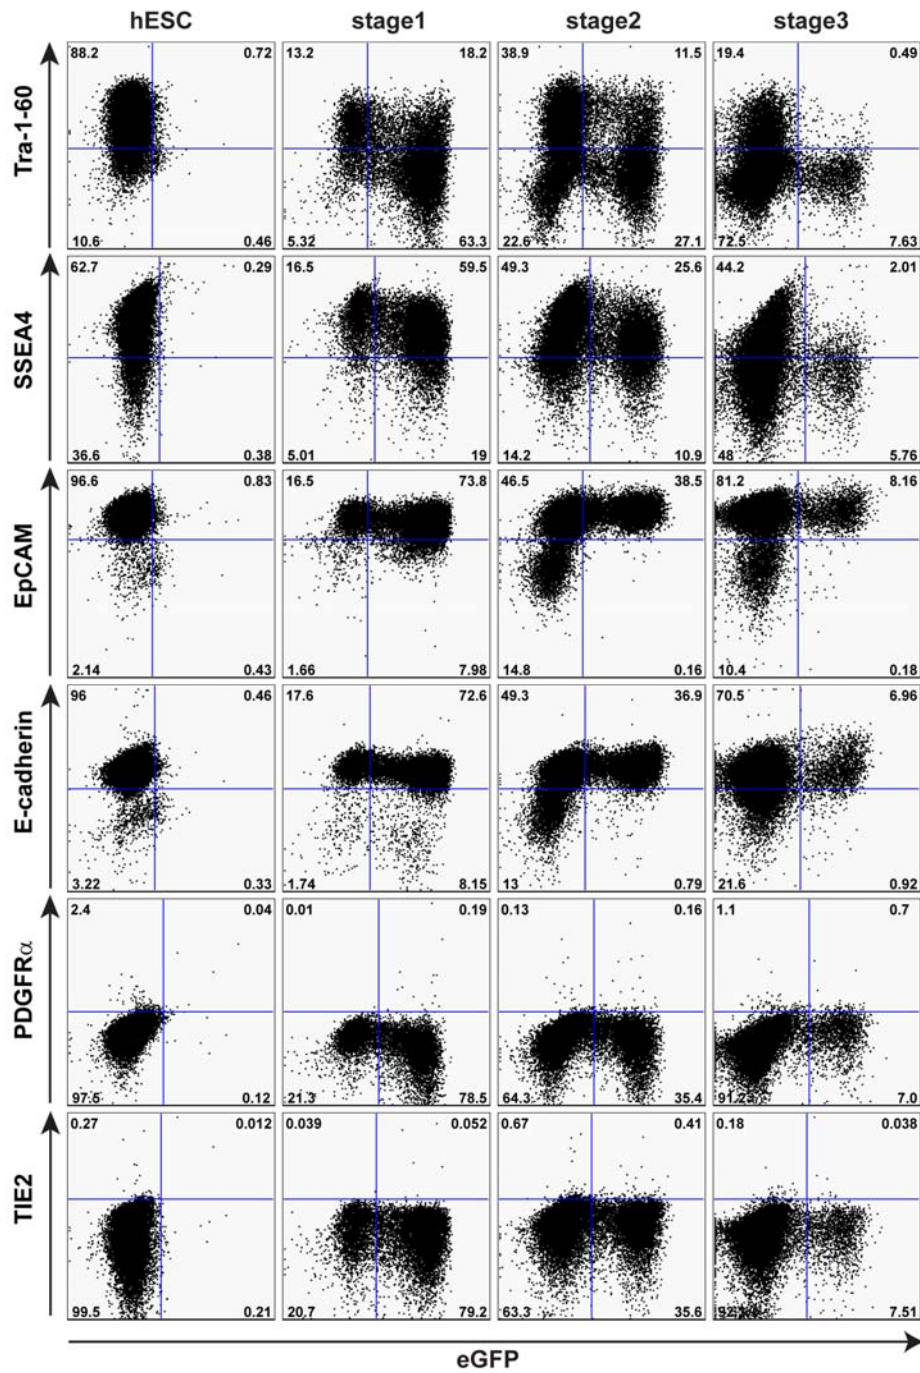 hESC stage1 stage2 stage3
Tra-1-60
88.2 0.72 13.2 18.2 38.9 11.5 19.4 0.49
10.6 0.46 5.32 63.3 22.6 27.1 72.5 7.63
SSEA4
62.7 0.29 16.5 59.5 49.3 25.6 44.2 2.01
36.6 0.38 5.01 19 14.2 10.9 48 5.76
EpCAM
96.6 0.83 16.5 73.8 46.5 38.5 81.2 8.16
2.14 0.43 1.66 7.98 14.8 0.16 10.4 0.18
E-cadherin
96 0.46 17.6 72.6 49.3 36.9 70.5 6.96
3.22 0.33 1.74 8.15 13 0.79 21.6 0.92
PDGFRα
2.4 0.04 0.01 0.19 0.13 0.16 1.1 0.7
97.5 0.12 21.3 78.5 64.3 35.4 7.0
TIE2
0.27 0.012 0.039 0.052 0.67 0.41 0.18 0.038
99.5 0.21 20.7 79.2 63.3 35.6 7.51
eGFP